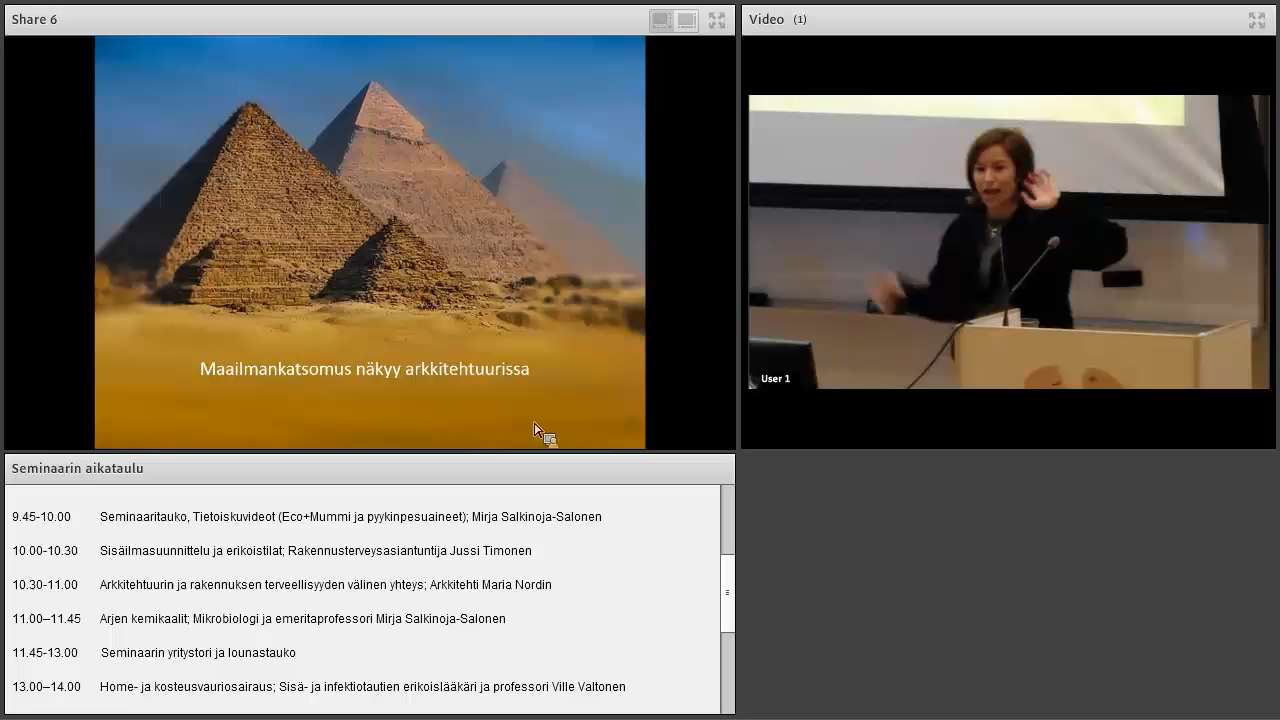 Share 6
Maailmankatsomus näkyy arkkitehtuurissa
Video (1)
User 1
Seminaarin aikataulu
9.45-10.00 Seminaaritauko, Tietoiskuvideot (Eco+Mummi ja pyykinpesuaineet); Mirja Salkinoja-Salonen
10.00-10.30 Sisäilmasuunnittelu ja erikoistilat; Rakennusterveysasiantuntija Jussi Timonen
10.30-11.00 Arkkitehtuurin ja rakennuksen terveellisyyden välinen yhteys; Arkkitehti Maria Nordin
11.00–11.45 Arjen kemikaalit; Mikrobiologi ja emeritaprofessori Mirja Salkinoja-Salonen
11.45-13.00 Seminaarin yritystori ja lounastauko
13.00–14.00 Home- ja kosteusvauriosairaus; Sisä- ja infektiotautien erikoislääkäri ja professori Ville Valtonen